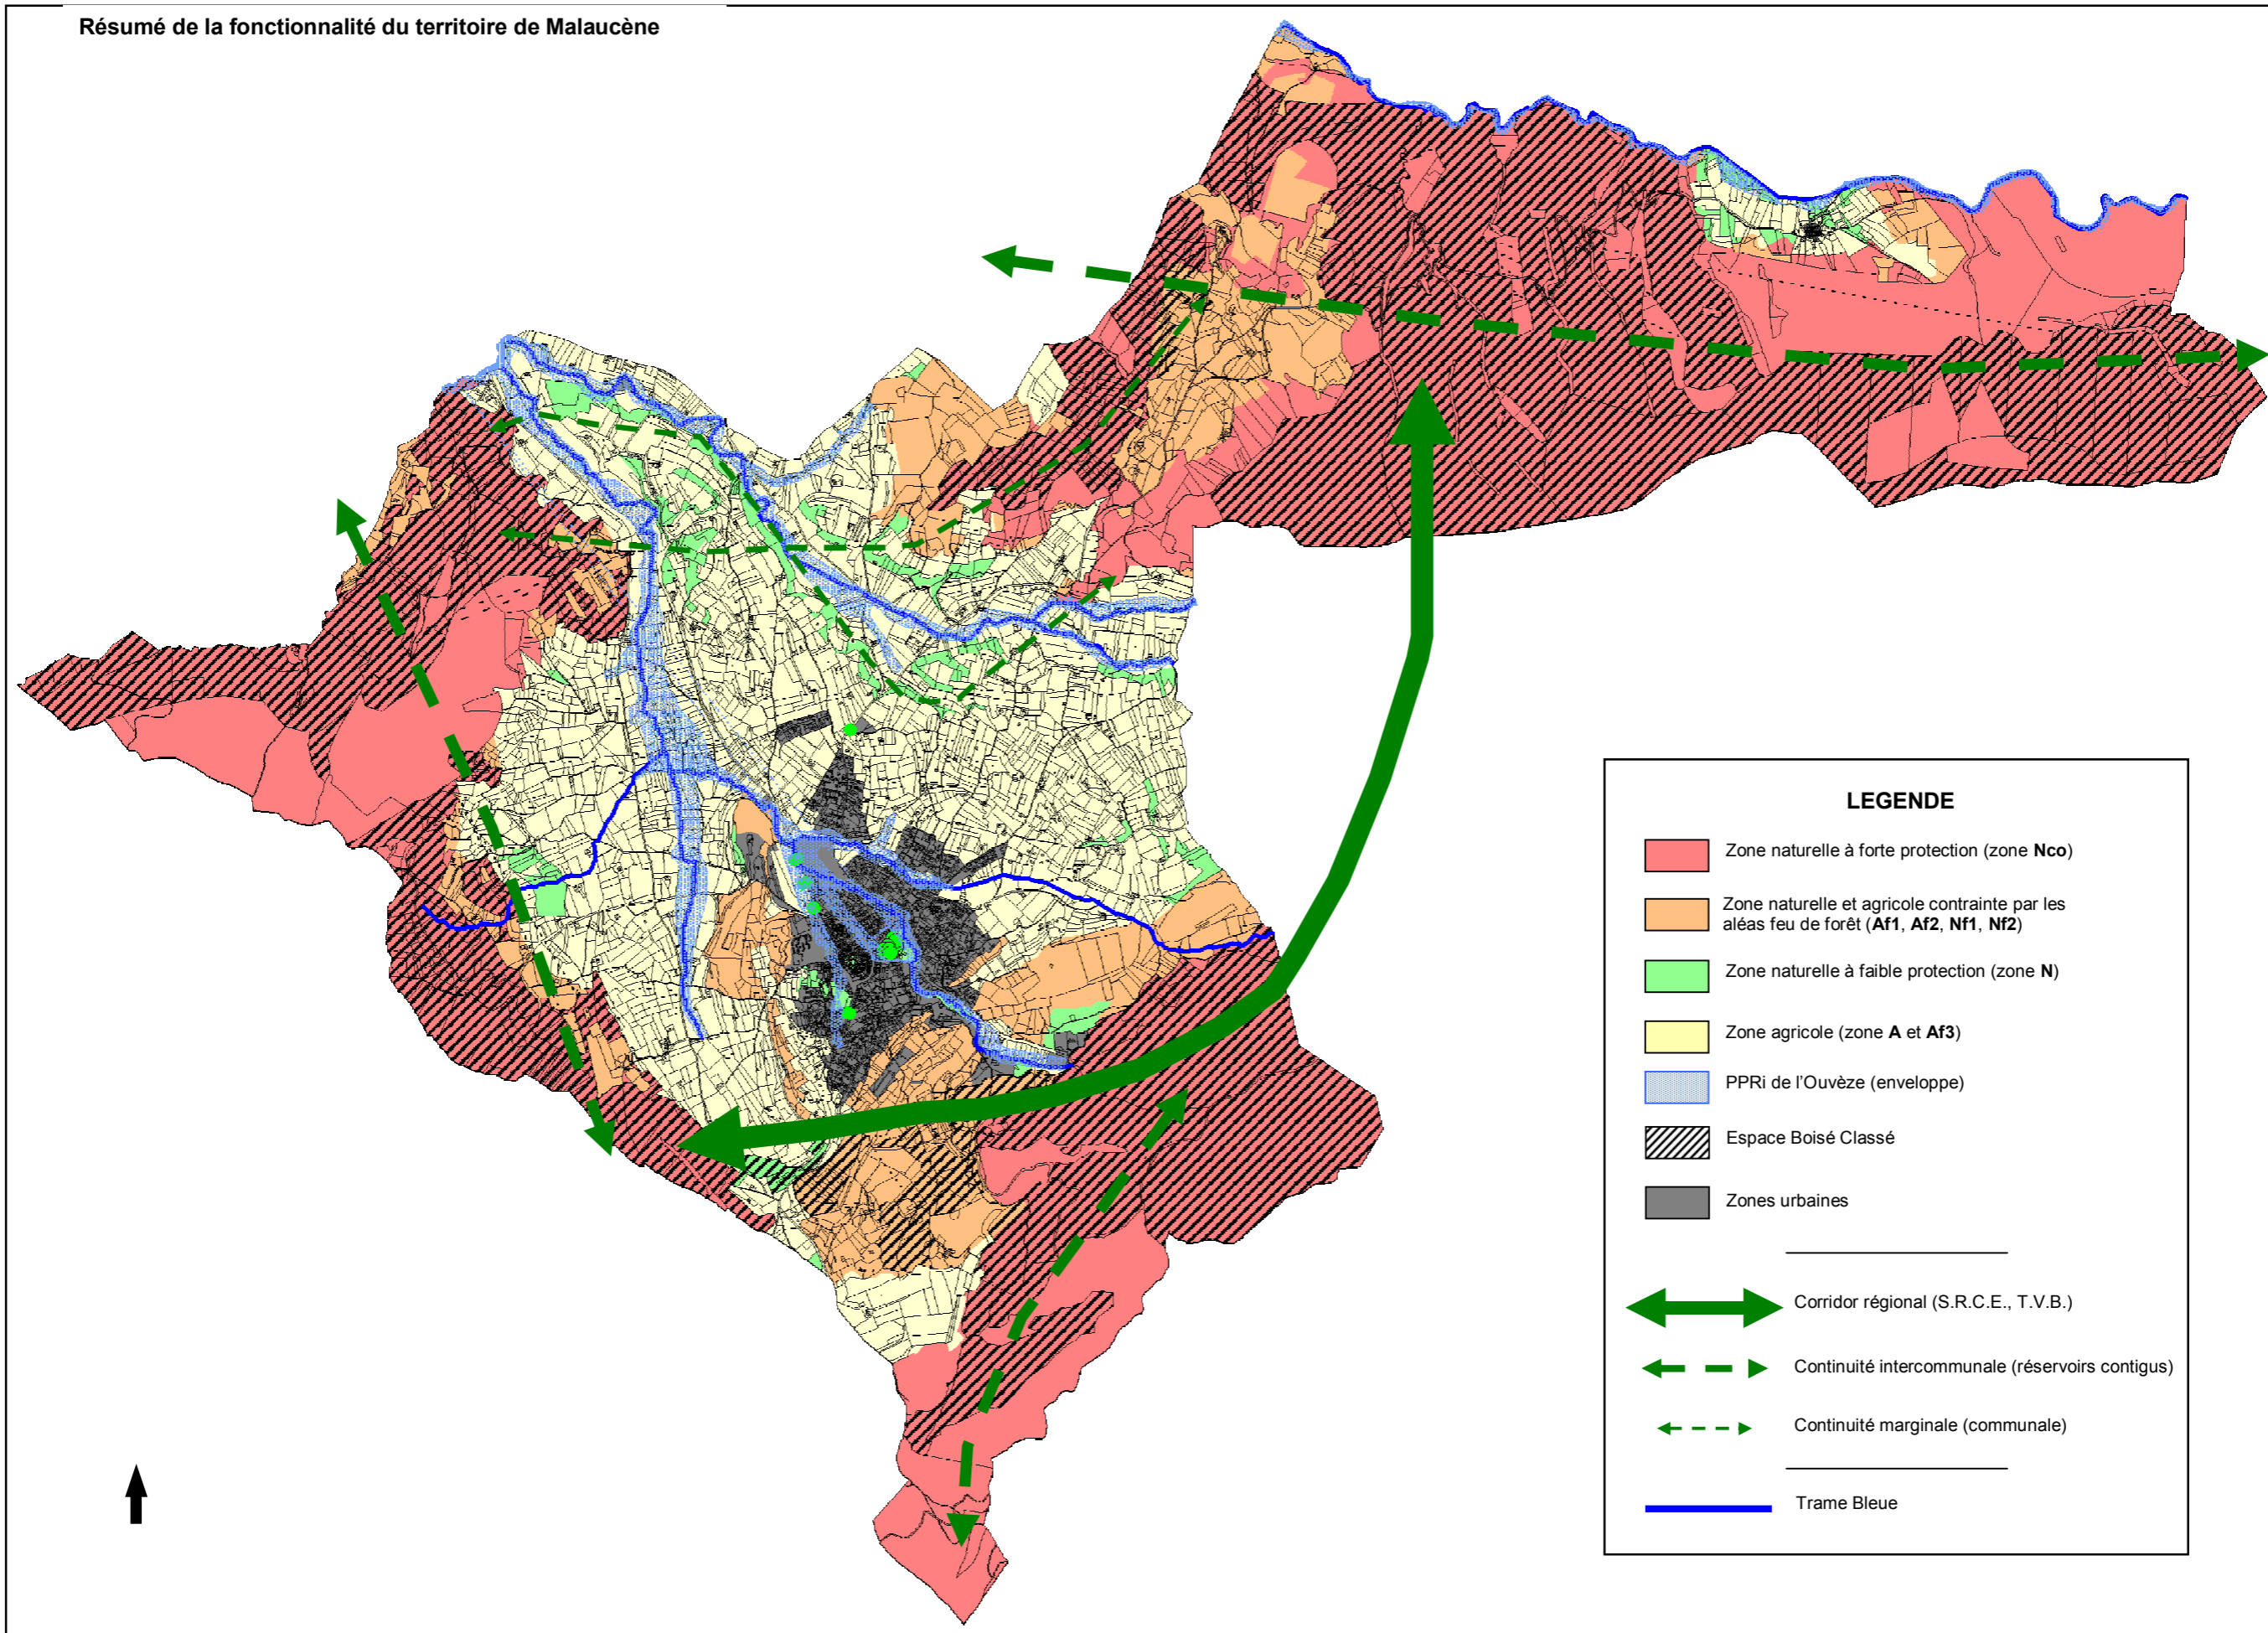 Résumé de la fonctionnalité du territoire de Malaucène
LEGENDE
Zone naturelle à forte protection (zone Nco)
Zone naturelle et agricole contrainte par les
aléas feu de forêt (Af1, Af2, Nf1, Nf2)
Zone naturelle à faible protection (zone N)
Zone agricole (zone A et Af3)
PPRi de l'Ouvèze (enveloppe)
Espace Boisé Classé
Zones urbaines
Corridor régional (S.R.C.E., T.V.B.)
Continuité intercommunale (réservoirs contigus)
Continuité marginale (communale)
Trame Bleue